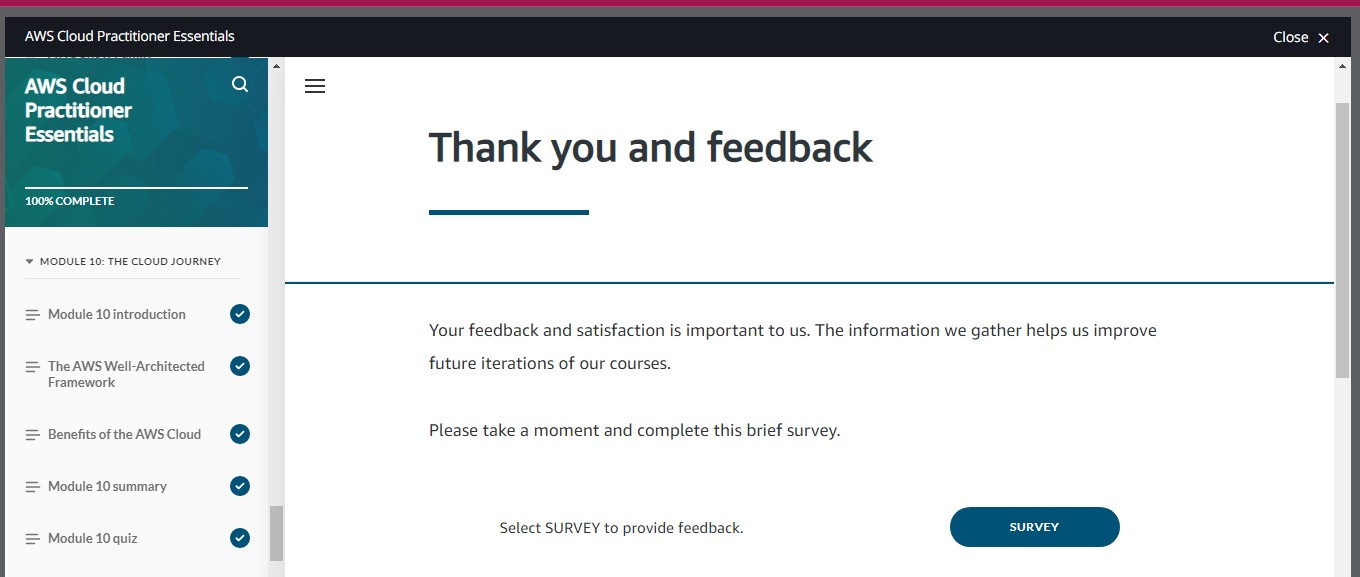 AWS Cloud Practitioner Essentials
Close
AWS Cloud
Practitioner
Essentials
100% COMPLETE
MODULE 10: THE CLOUD JOURNEY
Module 10 introduction
The AWS Well-Architected
Framework
Benefits of the AWS Cloud
Module 10 summary
Module 10 quiz
Thank you and feedback
Your feedback and satisfaction is important to us. The information we gather helps us improve
future iterations of our courses.
Please take a moment and complete this brief survey.
Select SURVEY to provide feedback.
SURVEY